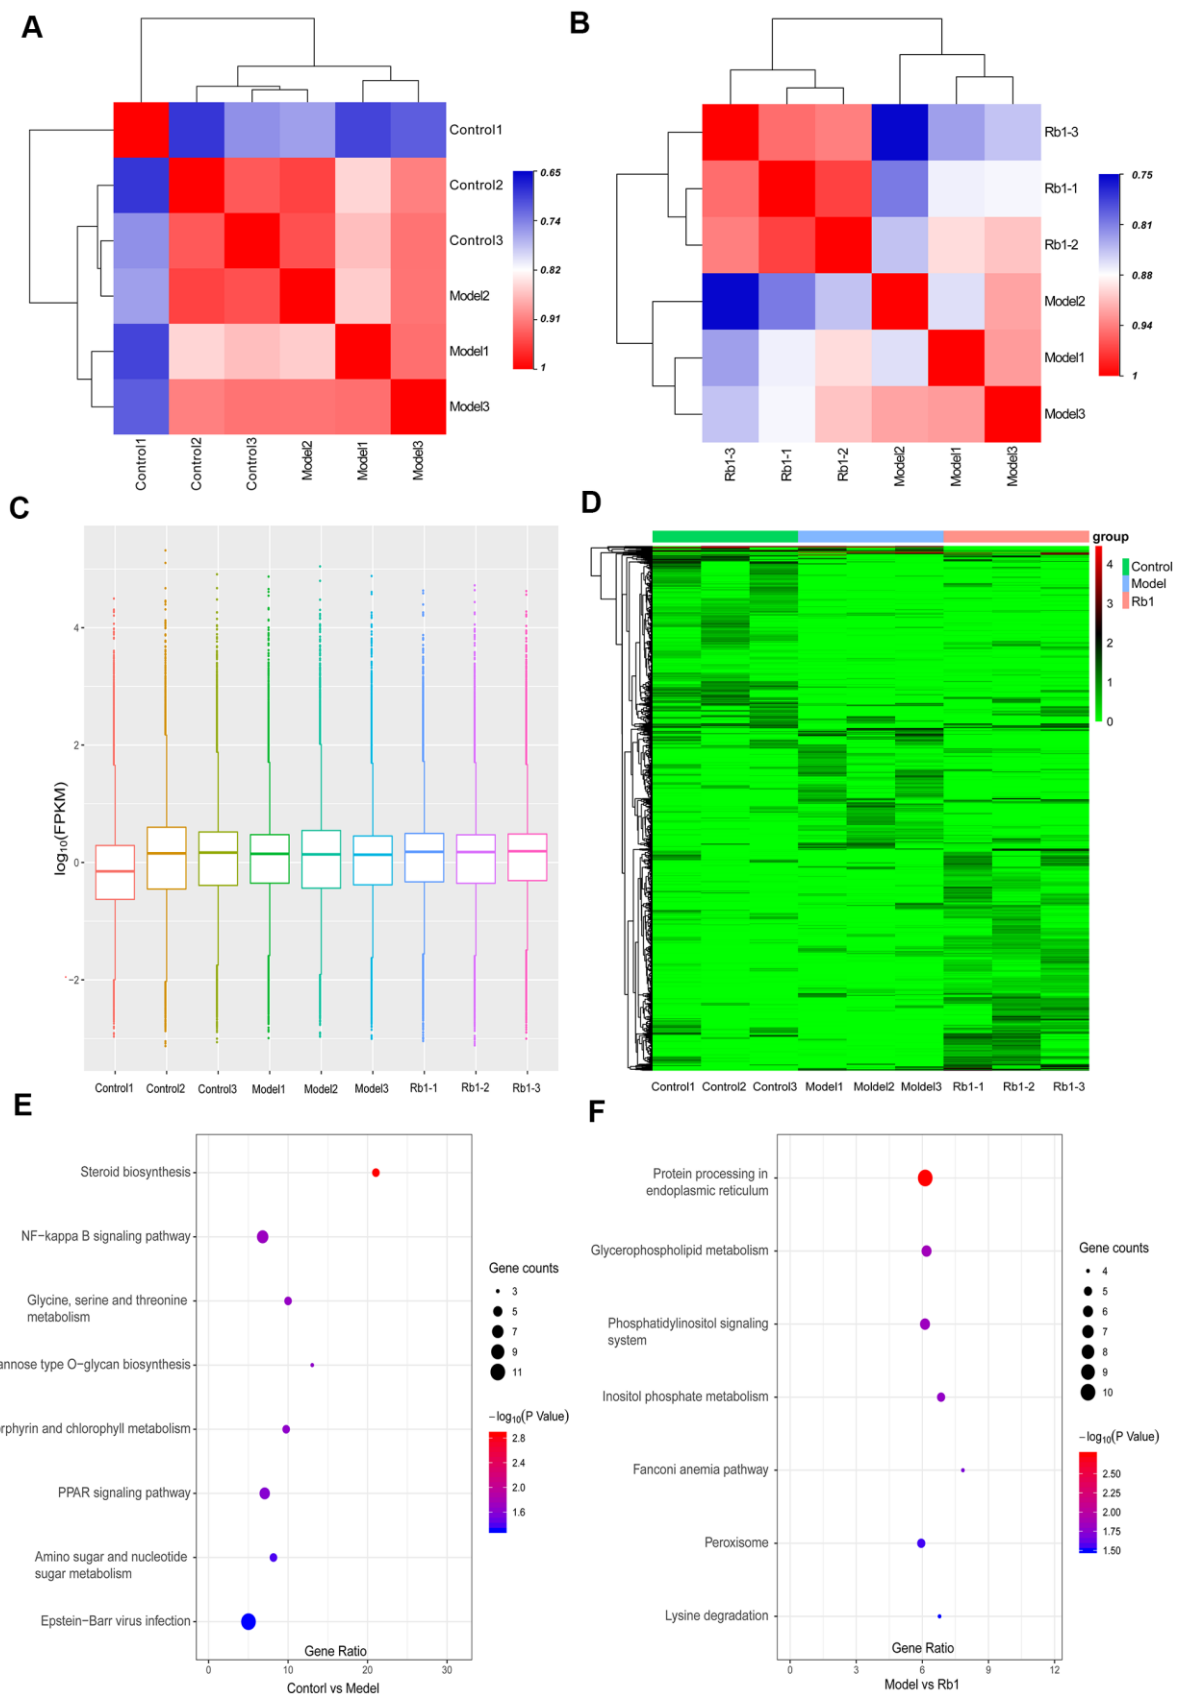 A
Control1
Control2
Control3
Model2
Model1
Model3
0.65
0.74
0.82
0.91
1
Control1
Control2
Control3
Model2
Model1
Model3
B
Rb1-3
Rb1-1
Rb1-2
Model2
Model1
Model3
0.75
0.81
0.88
0.94
1
Rb1-3
Rb1-1
Rb1-2
Model2
Model1
Model3
C
log10(FPKM)
4
2
0
−2
Control1
Control2
Control3
Model1
Model2
Model3
Rb1-1
Rb1-2
Rb1-3
D
group
4
3
2
1
0
Control
Model
Rb1
Control1
Control2
Control3
Model1
Moldel2
Moldel3
Rb1-1
Rb1-2
Rb1-3
E
Steroid biosynthesis
NF−kappa B signaling pathway
Glycine, serine and threonine
metabolism
annose type O−glycan biosynthesis
orphyrin and chlorophyll metabolism
PPAR signaling pathway
Amino sugar and nucleotide
sugar metabolism
Epstein−Barr virus infection
Gene Ratio
0
10
20
30
Contorl vs Medel
Gene counts
3
5
7
9
11
−log10(P Value)
2.8
2.4
2.0
1.6
F
Protein processing in
endoplasmic reticulum
Glycerophospholipid metabolism
Phosphatidylinositol signaling
system
Inositol phosphate metabolism
Fanconi anemia pathway
Peroxisome
Lysine degradation
Gene Ratio
0
3
6
9
12
Model vs Rb1
Gene counts
4
5
6
7
8
9
10
−log10(P Value)
2.50
2.25
2.00
1.75
1.50